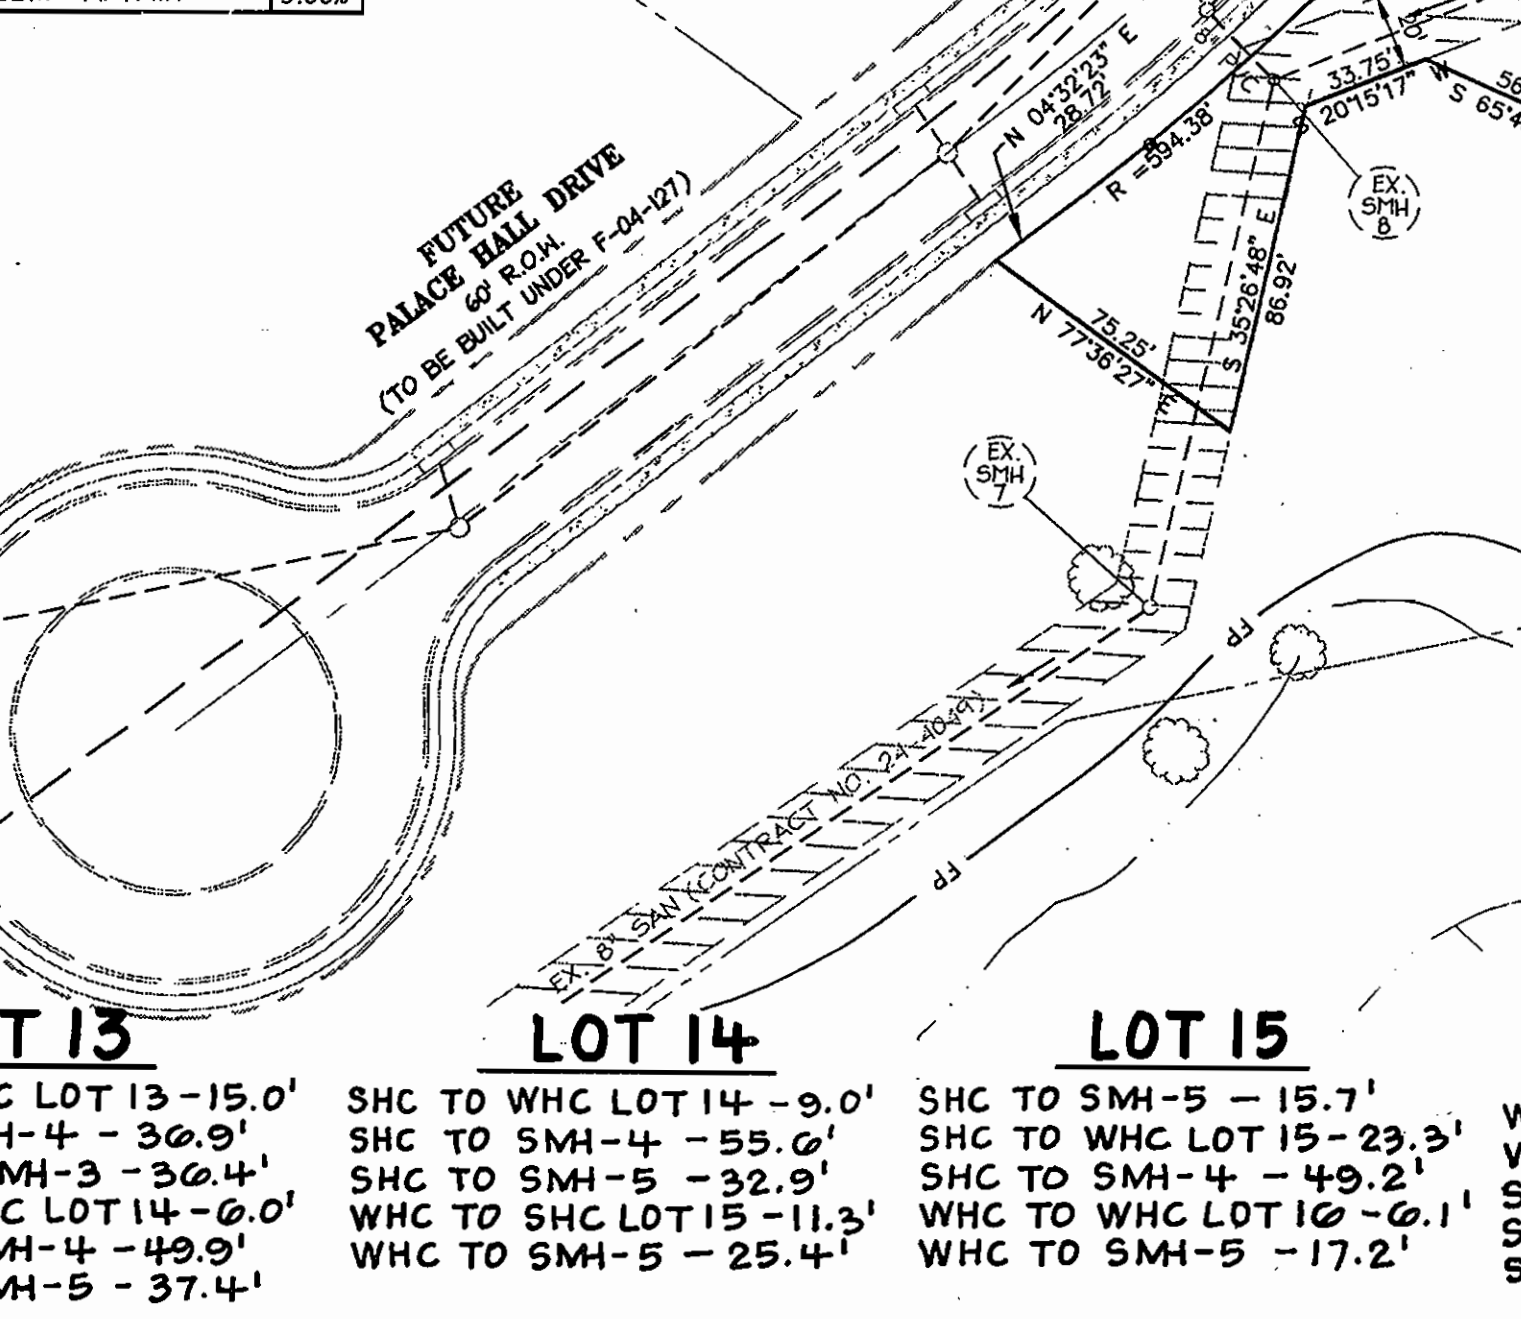 20'
N 04°32'23" E
28.72'
33.75'
S 20°15'17" W
R =594.38'
EX.
SMH
8
FUTURE
PALACE HALL DRIVE
60' R.O.W.
(TO BE BUILT UNDER F-04-127)
S 35°26'48" E
86.92'
75.25'
N 77°36'27" E
EX.
SMH
7
FP
FP
EX. 8" SAN (CONTRACT NO.
T 13
C LOT 13-15.0'
H-4 - 36.9'
MH-3 -36.4'
C LOT 14-6.0'
MH-4 -49.9'
MH-5 - 37.4'
LOT 14
SHC TO WHC LOT 14 -9.0'
SHC TO SMH-4 -55.6'
SHC TO SMH-5 -32.9'
WHC TO SHC LOT 15 -11.3'
WHC TO SMH-5 - 25.4'
LOT 15
SHC TO SMH-5 - 15.7'
SHC TO WHC LOT 15-23.3'
SHC TO SMH-4 -49.2'
WHC TO WHC LOT 16 -6.1'
WHC TO SMH-5 -17.2'